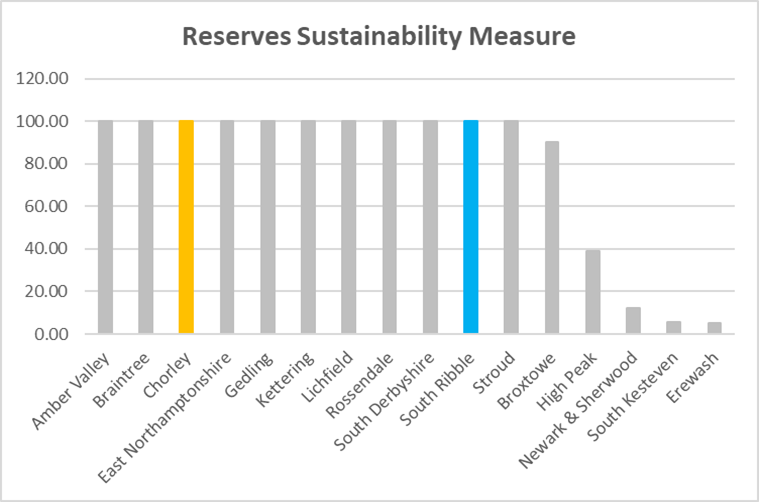 Reserves Sustainability Measure
120.00
100.00
80.00
60.00
40.00
20.00
0.00
Amber Valley
Braintree
Chorley
East Northamptonshire
Gedling
Kettering
Lichfield
Rossendale
South Derbyshire
South Ribble
Stroud
Broxtowe
High Peak
Newark & Sherwood
South Kesteven
Erewash